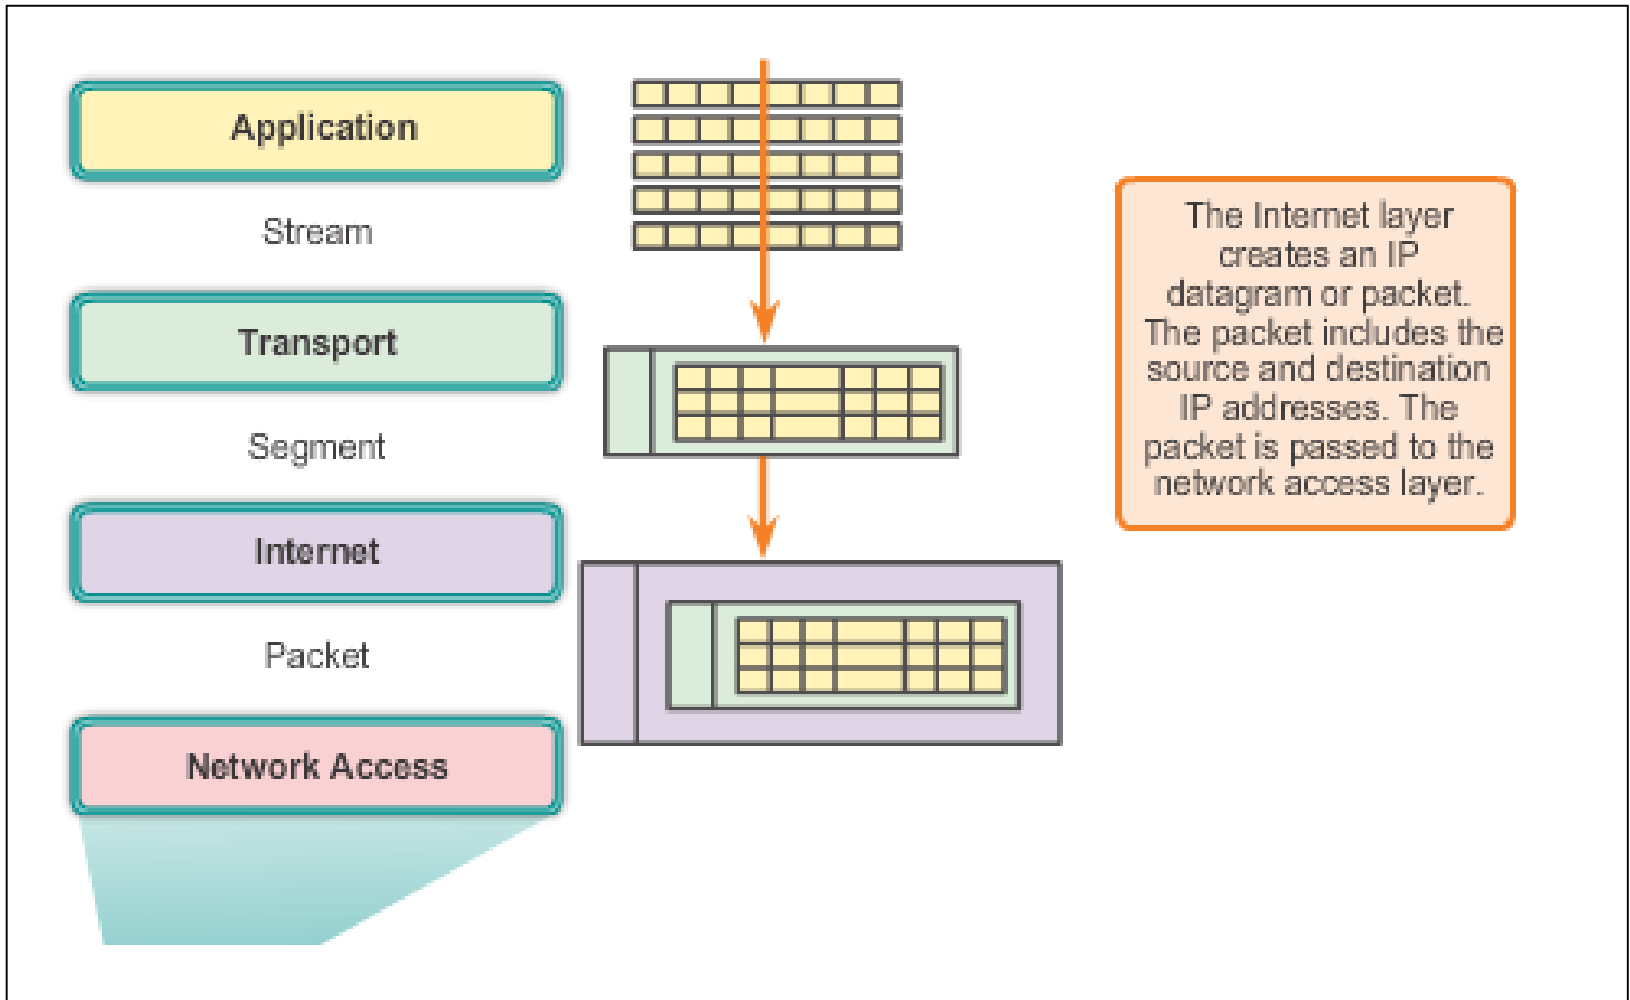 Application
Stream
Transport
Segment
Internet
Packet
Network Access
The Internet layer
creates an IP
datagram or packet.
The packet includes the
source and destination
IP addresses. The
packet is passed to the
network access layer.